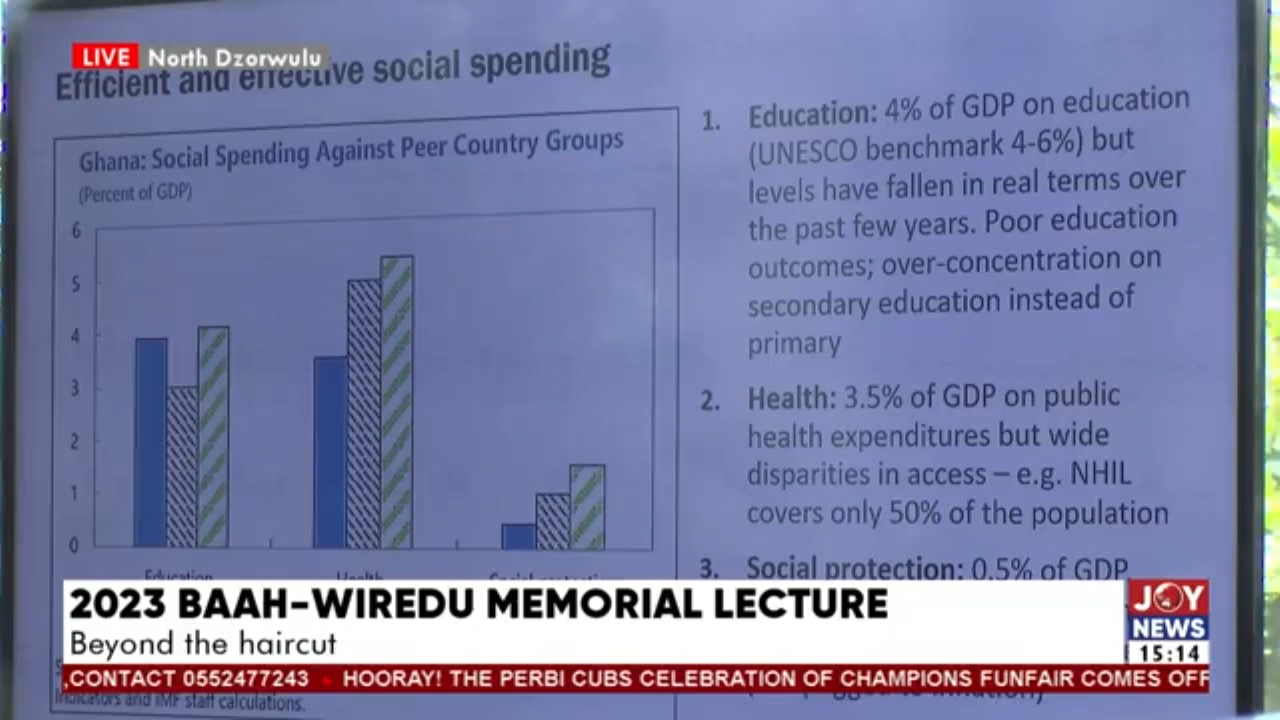 LIVE North Dzorwulu
Efficient and effective social spending
Ghana: Social Spending Against Peer Country Groups
(Percent of GDP)
6
5
4
3
2
1
0
Education Health Social
1. Education: 4% of GDP on education
(UNESCO benchmark 4-6%) but
levels have fallen in real terms over
the past few years. Poor education
outcomes; over-concentration on
secondary education instead of
primary
2. Health: 3.5% of GDP on public
health expenditures but wide
disparities in access – e.g. NHIL
covers only 50% of the population
3. Social protection: 0.5% of GDP
2023 BAAH-WIREDU MEMORIAL LECTURE
Beyond the haircut
JOY
NEWS
15:14
,CONTACT 0552477243 • HOORAY! THE PERBI CUBS CELEBRATION OF CHAMPIONS FUNFAIR COMES OFF
Indicators and IMF staff calculations.